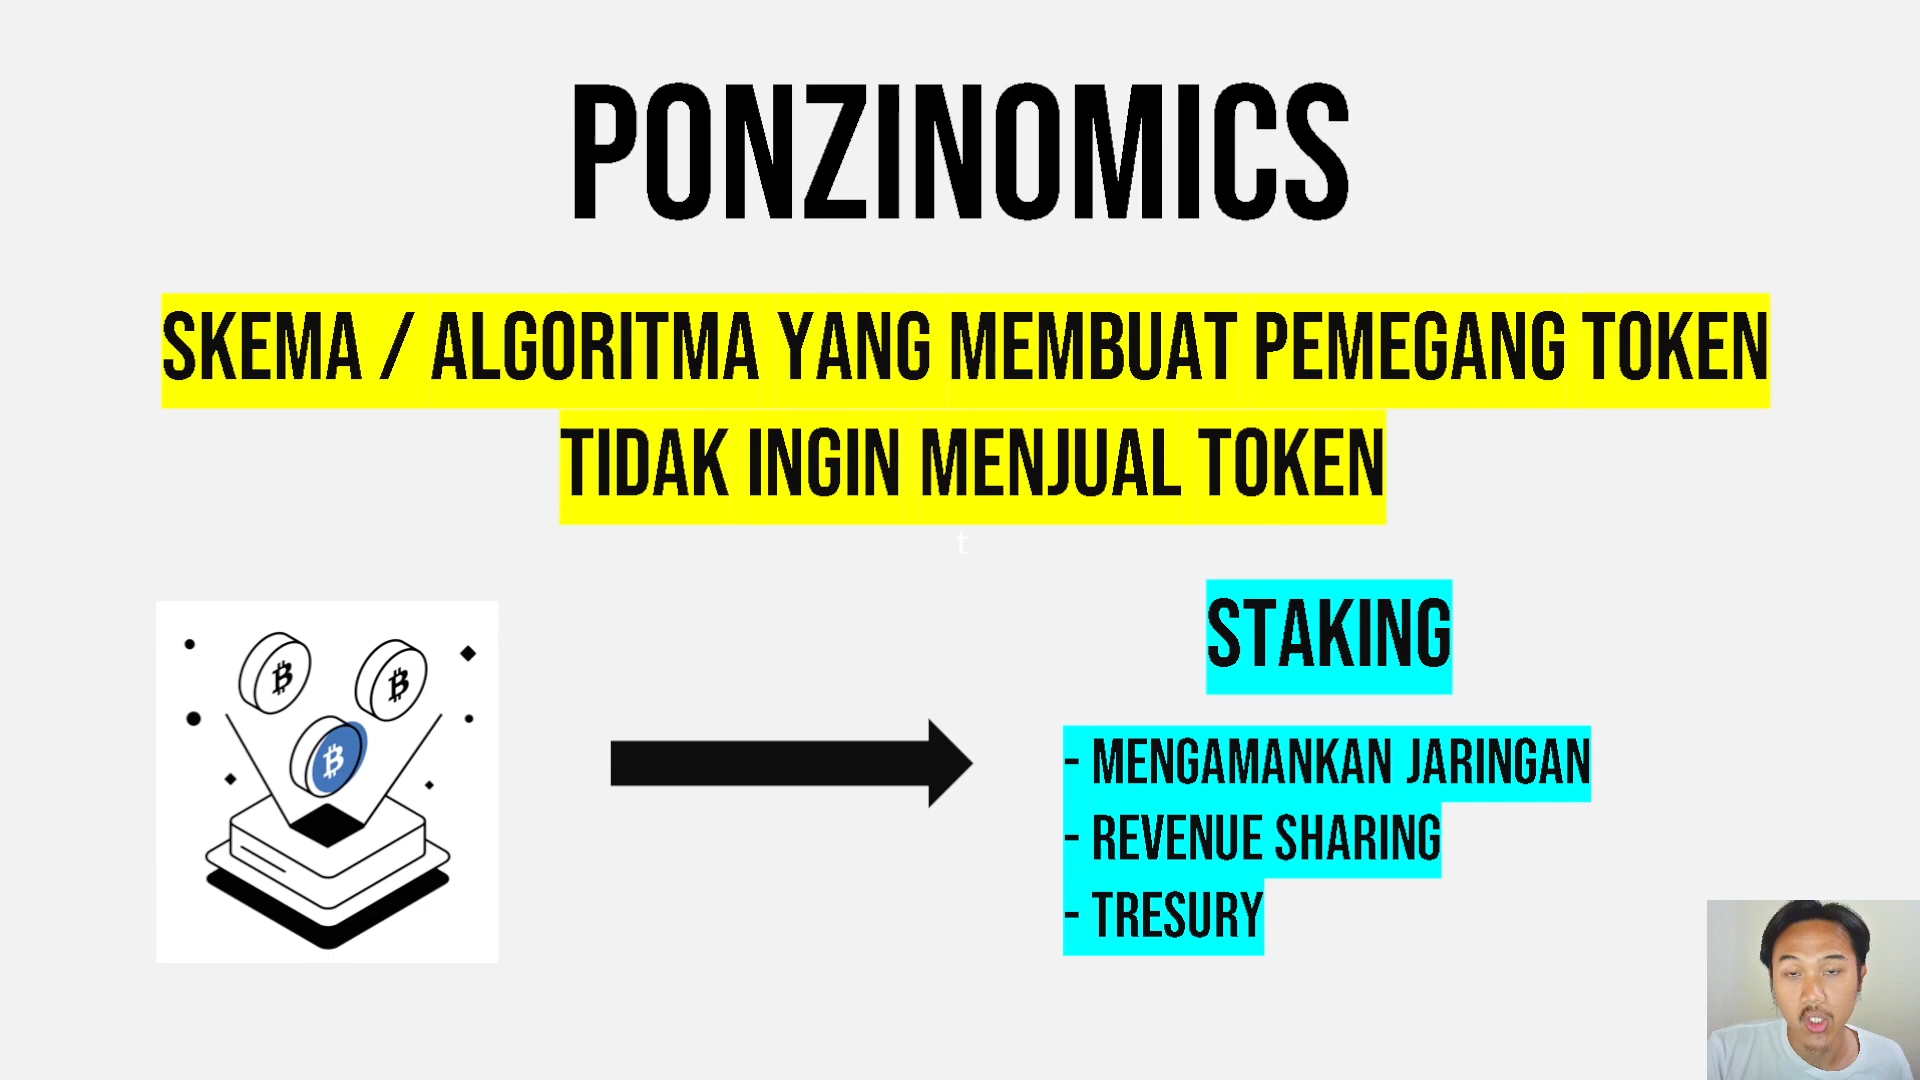 PONZINOMICS
SKEMA / ALGORITMA YANG MEMBUAT PEMEGANG TOKEN
TIDAK INGIN MENJUAL TOKEN
t
STAKING
- MENGAMANKAN JARINGAN
- REVENUE SHARING
- TRESURY